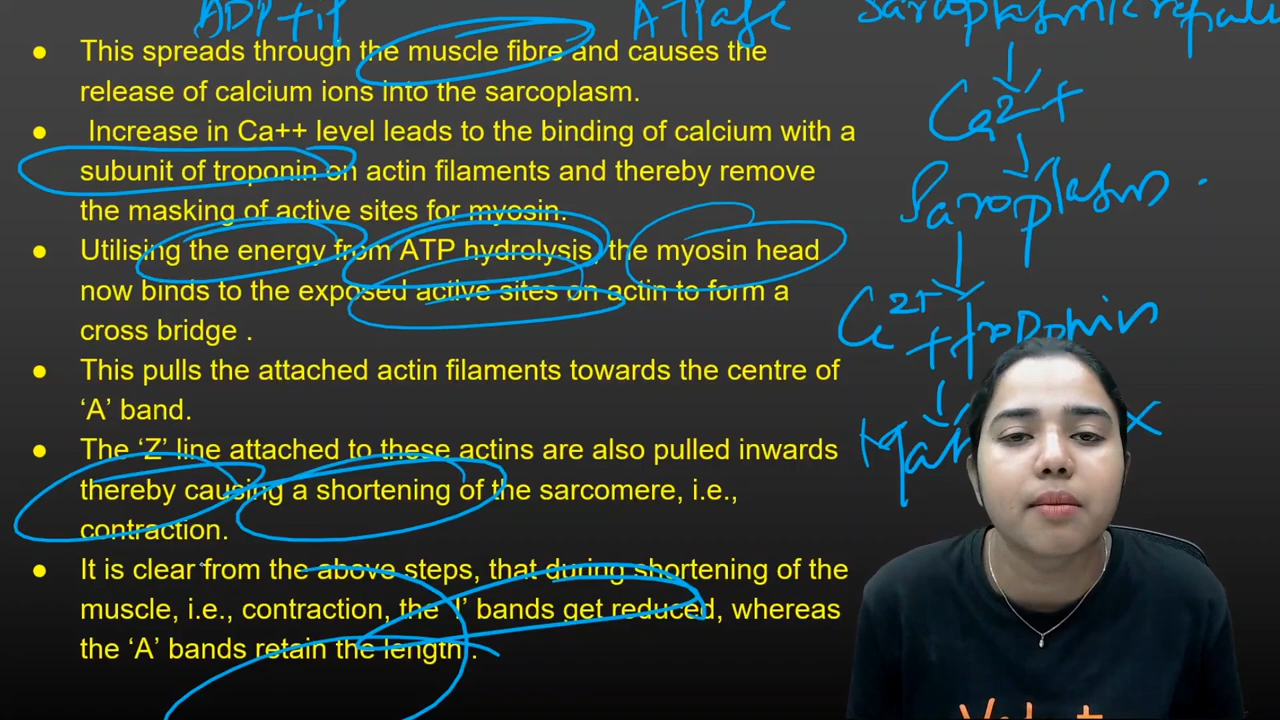 ADP + iP
ATPase
● This spreads through the muscle fibre and causes the
release of calcium ions into the sarcoplasm.
● Increase in Ca++ level leads to the binding of calcium with a
subunit of troponin on actin filaments and thereby remove
the masking of active sites for myosin.
● Utilising the energy from ATP hydrolysis, the myosin head
now binds to the exposed active sites on actin to form a
cross bridge .
● This pulls the attached actin filaments towards the centre of
‘A’ band.
● The ‘Z’ line attached to these actins are also pulled inwards
thereby causing a shortening of the sarcomere, i.e.,
contraction.
● It is clear from the above steps, that during shortening of the
muscle, i.e., contraction, the ‘I’ bands get reduced, whereas
the ‘A’ bands retain the length .
Sarcoplasmic
Ca2+
Ca2+
+ troponin